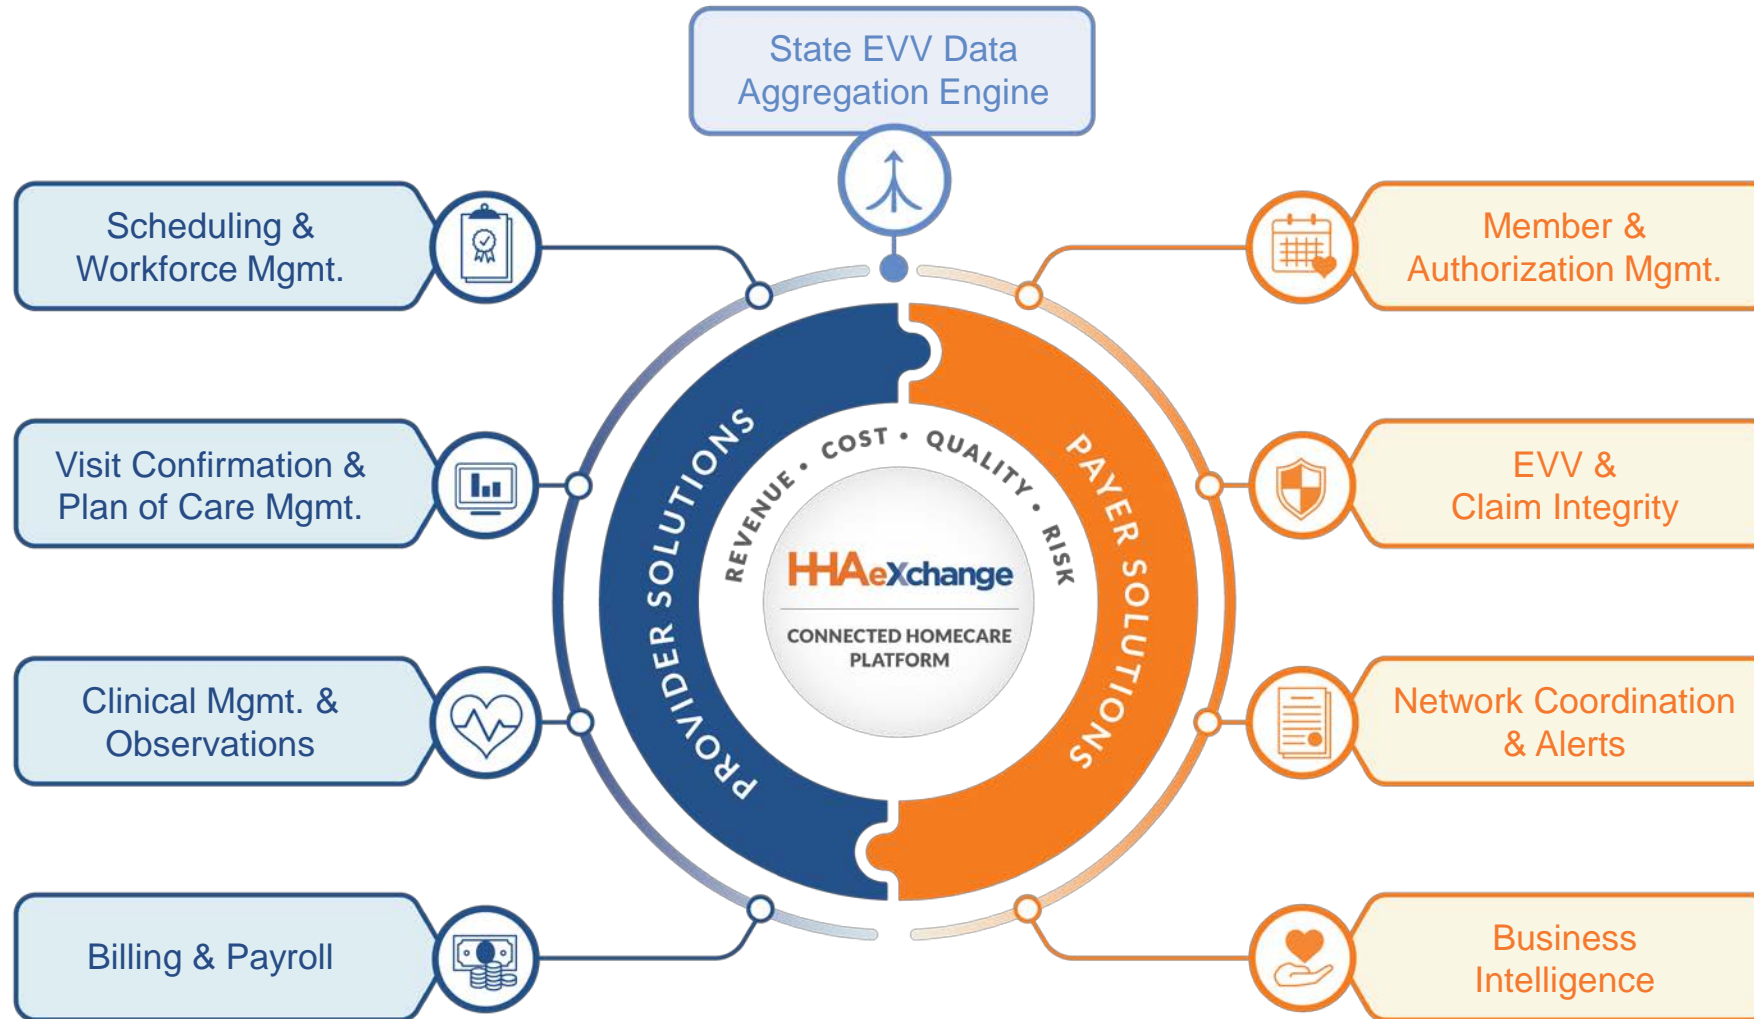 State EVV Data
Aggregation Engine
Scheduling &
Workforce Mgmt.
Member &
Authorization Mgmt.
Visit Confirmation &
Plan of Care Mgmt.
EVV &
Claim Integrity
PROVIDER SOLUTIONS
PAYER SOLUTIONS
REVENUE • COST • QUALITY • RISK
HHAeXchange
CONNECTED HOMECARE
PLATFORM
Clinical Mgmt. &
Observations
Network Coordination
& Alerts
Billing & Payroll
Business
Intelligence